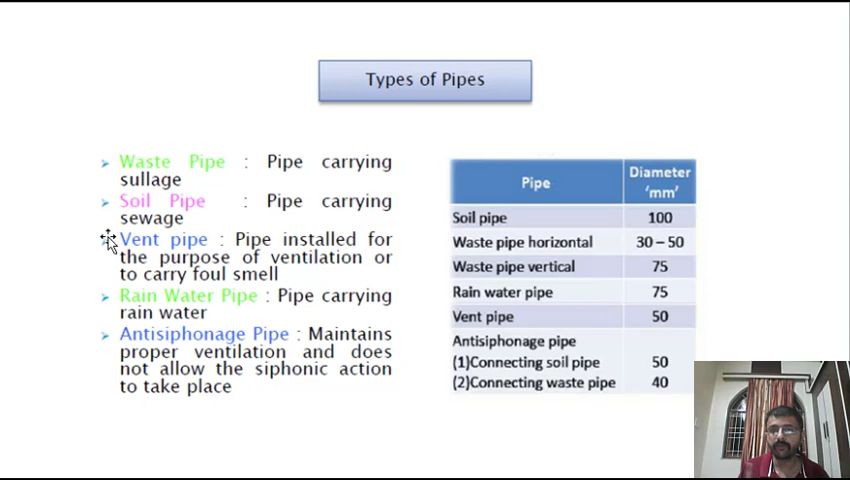 Types of Pipes
Waste Pipe : Pipe carrying
sullage
Soil Pipe : Pipe carrying
sewage
Vent pipe : Pipe installed for
the purpose of ventilation or
to carry foul smell
Rain Water Pipe : Pipe carrying
rain water
Antisiphonage Pipe : Maintains
proper ventilation and does
not allow the siphonic action
to take place
Pipe Diameter
'mm'
Soil pipe 100
Waste pipe horizontal 30 – 50
Waste pipe vertical 75
Rain water pipe 75
Vent pipe 50
Antisiphonage pipe
(1)Connecting soil pipe 50
(2)Connecting waste pipe 40